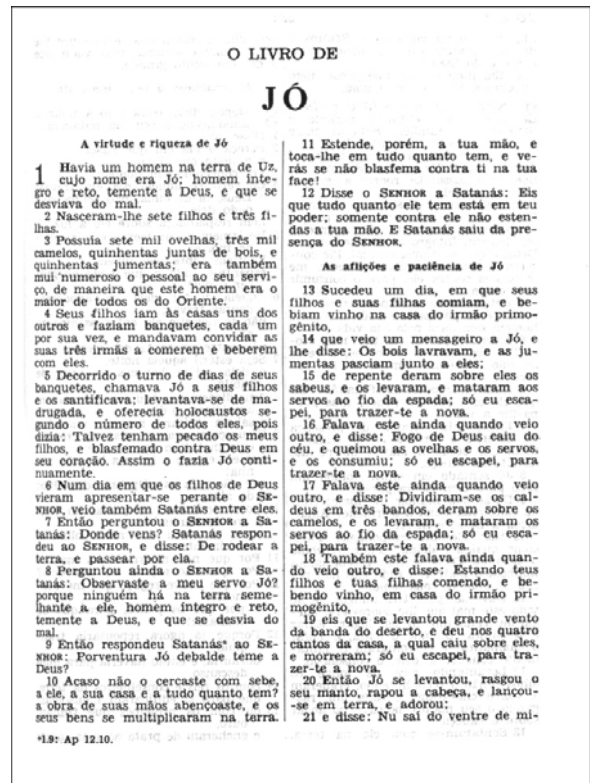 O LIVRO DE
JÓ
A virtude e riqueza de Jó
1 Havia um homem na terra de Uz,
cujo nome era Jó; homem ínte-
gro e reto, temente a Deus, e que se
desviava do mal.
2 Nasceram-lhe sete filhos e três fi-
lhas.
3 Possuía sete mil ovelhas, três mil
camelos, quinhentas juntas de bois, e
quinhentas jumentas; era também
mui numeroso o pessoal ao seu servi-
ço, de maneira que este homem era o
maior de todos os do Oriente.
4 Seus filhos iam às casas uns dos
outros e faziam banquetes, cada um
por sua vez, e mandavam convidar as
suas três irmãs a comerem e beberem
com eles.
5 Decorrido o turno de dias de seus
banquetes, chamava Jó a seus filhos
e os santificava; levantava-se de ma-
drugada, e oferecia holocaustos se-
gundo o número de todos eles, pois
dizia: Talvez tenham pecado os meus
filhos, e blasfemado contra Deus em
seu coração. Assim o fazia Jó conti-
nuamente.
6 Num dia em que os filhos de Deus
vieram apresentar-se perante o SE-
NHOR, veio também Satanás entre eles.
7 Então perguntou o SENHOR a Sa-
tanás: Donde vens? Satanás respon-
deu ao SENHOR, e disse: De rodear a
terra, e passear por ela.
8 Perguntou ainda o SENHOR a Sa-
tanás: Observaste a meu servo Jó?
porque ninguém há na terra seme-
lhante a ele, homem íntegro e reto,
temente a Deus, e que se desvia do
mal.
9 Então respondeu Satanás* ao SE-
NHOR: Porventura Jó debalde teme a
Deus?
10 Acaso não o cercaste com sebe,
a ele, a sua casa e a tudo quanto tem?
a obra de suas mãos abençoaste, e os
seus bens se multiplicaram na terra.
*1.9: Ap 12.10.
11 Estende, porém, a tua mão, e
toca-lhe em tudo quanto tem, e ve-
rás se não blasfema contra ti na tua
face!
12 Disse o SENHOR a Satanás: Eis
que tudo quanto ele tem está em teu
poder; somente contra ele não esten-
das a tua mão. E Satanás saiu da pre-
sença do SENHOR.
As aflições e paciência de Jó
13 Sucedeu um dia, em que seus
filhos e suas filhas comiam, e be-
biam vinho na casa do irmão primo-
gênito,
14 que veio um mensageiro a Jó, e
lhe disse: Os bois lavravam, e as ju-
mentas pasciam junto a eles;
15 de repente deram sobre eles os
sabeus, e os levaram, e mataram aos
servos ao fio da espada; só eu esca-
pei, para trazer-te a nova.
16 Falava este ainda quando veio
outro, e disse: Fogo de Deus caiu do
céu, e queimou as ovelhas e os servos,
e os consumiu; só eu escapei, para
trazer-te a nova.
17 Falava este ainda quando veio
outro, e disse: Dividiram-se os cal-
deus em três bandos, deram sobre os
camelos, e os levaram, e mataram os
servos ao fio da espada; só eu esca-
pei, para trazer-te a nova.
18 Também este falava ainda quan-
do veio outro, e disse: Estando teus
filhos e tuas filhas comendo, e be-
bendo vinho, em casa do irmão pri-
mogênito,
19 eis que se levantou grande vento
da banda do deserto, e deu nos quatro
cantos da casa, a qual caiu sobre eles,
e morreram; só eu escapei, para tra-
zer-te a nova.
20 Então Jó se levantou, rasgou o
seu manto, rapou a cabeça, e lançou-
-se em terra, e adorou;
21 e disse: Nu saí do ventre de mi-